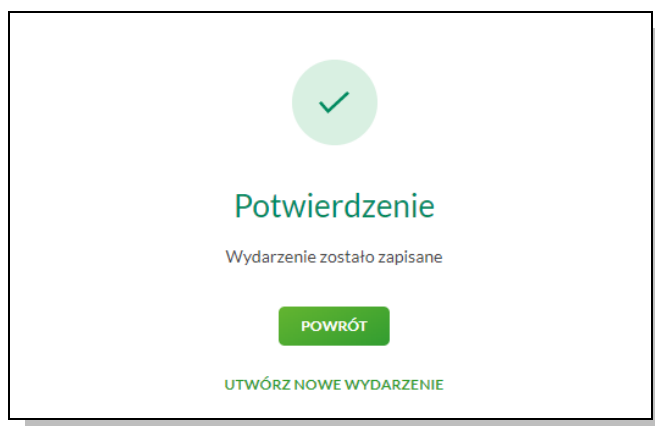 Potwierdzenie
Wydarzenie zostało zapisane
POWRÓT
UTWÓRZ NOWE WYDARZENIE